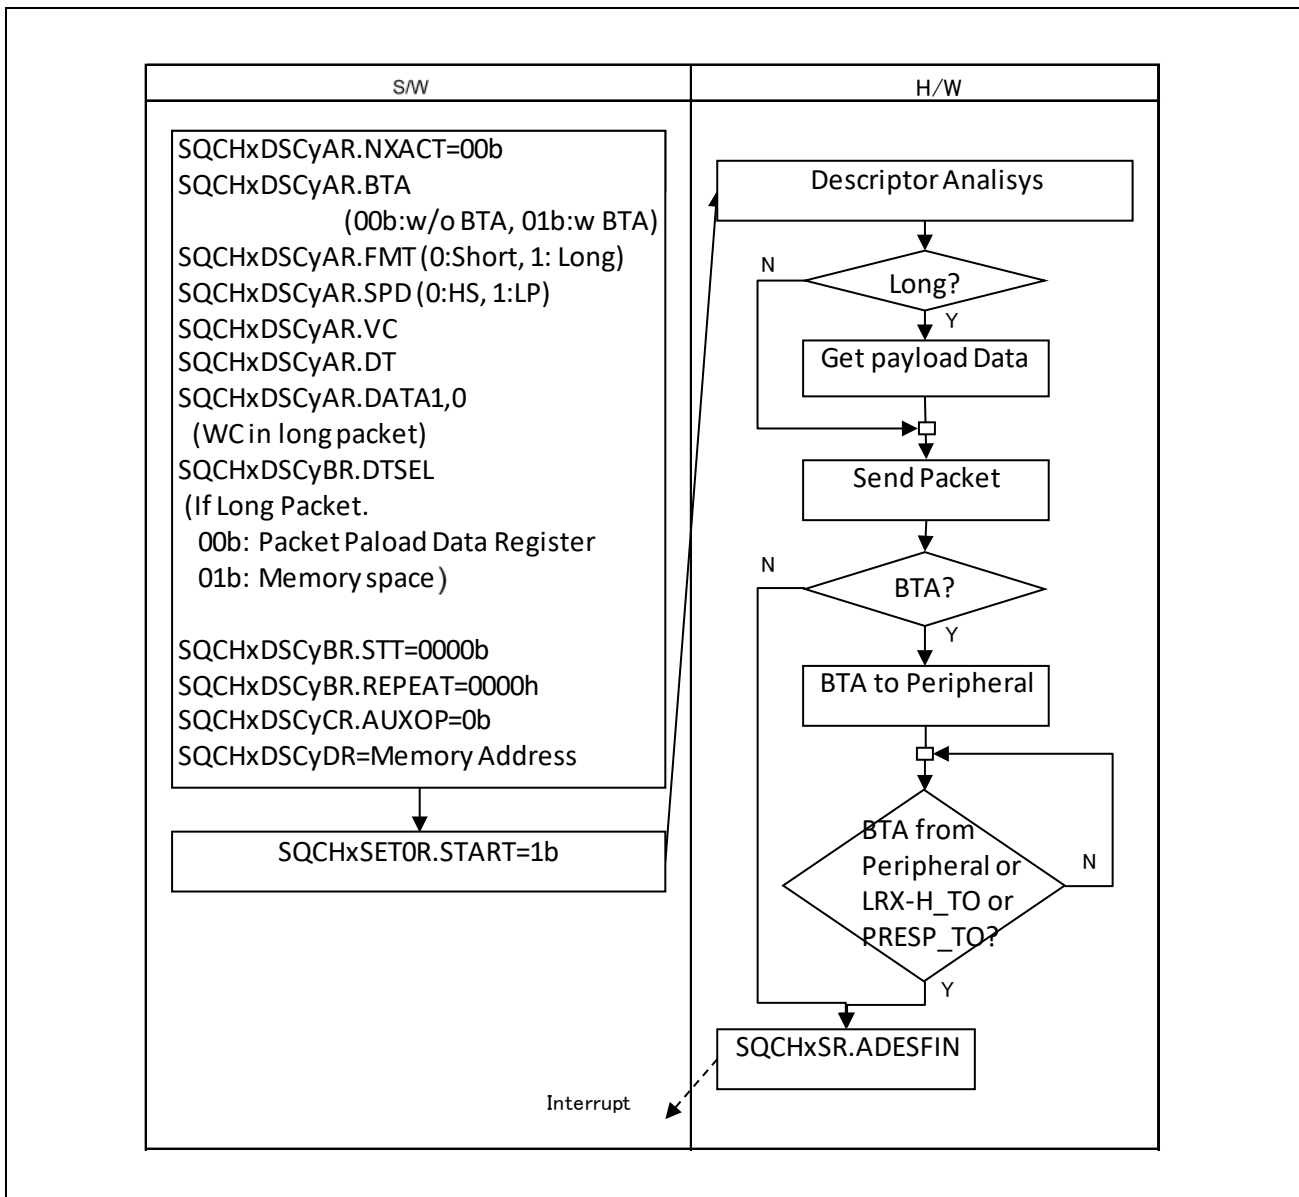 S/W
H/W
SQCHxDSCyAR.NXACT=00b
SQCHxDSCyAR.BTA
(00b:w/o BTA, 01b:w BTA)
SQCHxDSCyAR.FMT (0:Short, 1: Long)
SQCHxDSCyAR.SPD (0:HS, 1:LP)
SQCHxDSCyAR.VC
SQCHxDSCyAR.DT
SQCHxDSCyAR.DATA1,0
(WC in long packet)
SQCHxDSCyBR.DTSEL
(If Long Packet.
00b: Packet Paload Data Register
01b: Memory space)
SQCHxDSCyBR.STT=0000b
SQCHxDSCyBR.REPEAT=0000h
SQCHxDSCyCR.AUXOP=0b
SQCHxDSCyDR=Memory Address
SQCHxSET0R.START=1b
Descriptor Analisys
Long?
N
Y
Get payload Data
Send Packet
BTA?
N
Y
BTA to Peripheral
BTA from
Peripheral or
LRX-H_TO or
PRESP_TO?
N
Y
SQCHxSR.ADESFIN
Interrupt